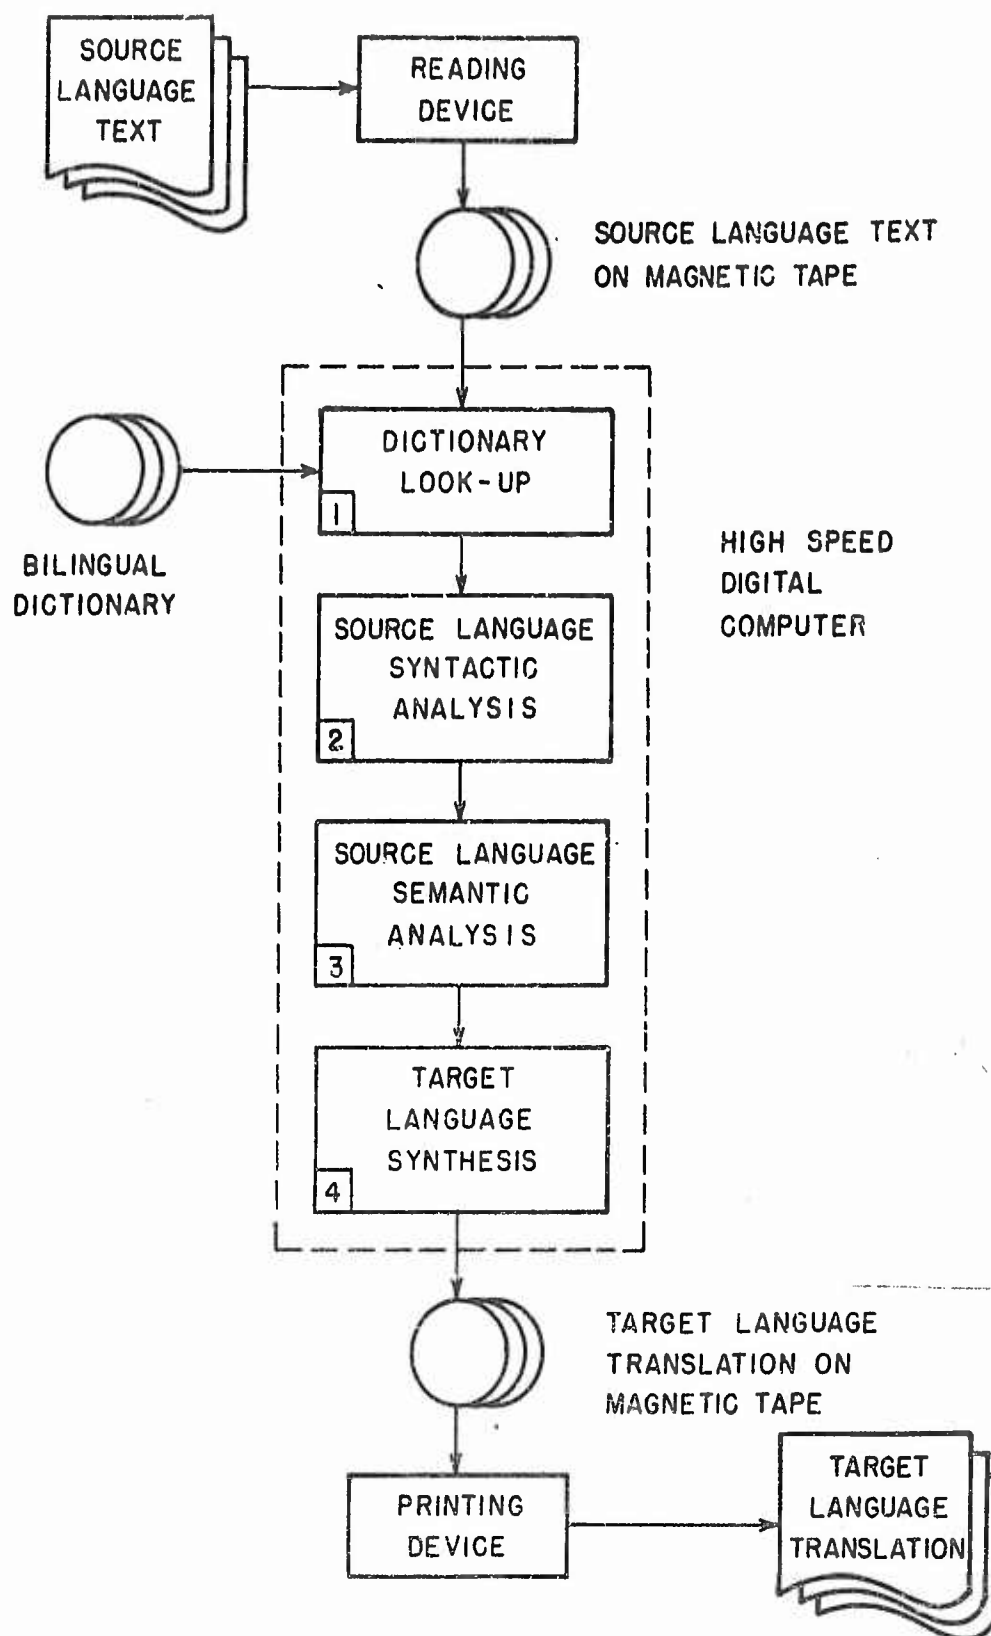 SOURCE
LANGUAGE
TEXT
READING
DEVICE
SOURCE LANGUAGE TEXT
ON MAGNETIC TAPE
DICTIONARY
LOOK-UP
1
BILINGUAL
DICTIONARY
HIGH SPEED
DIGITAL
COMPUTER
SOURCE LANGUAGE
SYNTACTIC
ANALYSIS
2
SOURCE LANGUAGE
SEMANTIC
ANALYSIS
3
TARGET
LANGUAGE
SYNTHESIS
4
TARGET LANGUAGE
TRANSLATION ON
MAGNETIC TAPE
PRINTING
DEVICE
TARGET
LANGUAGE
TRANSLATION